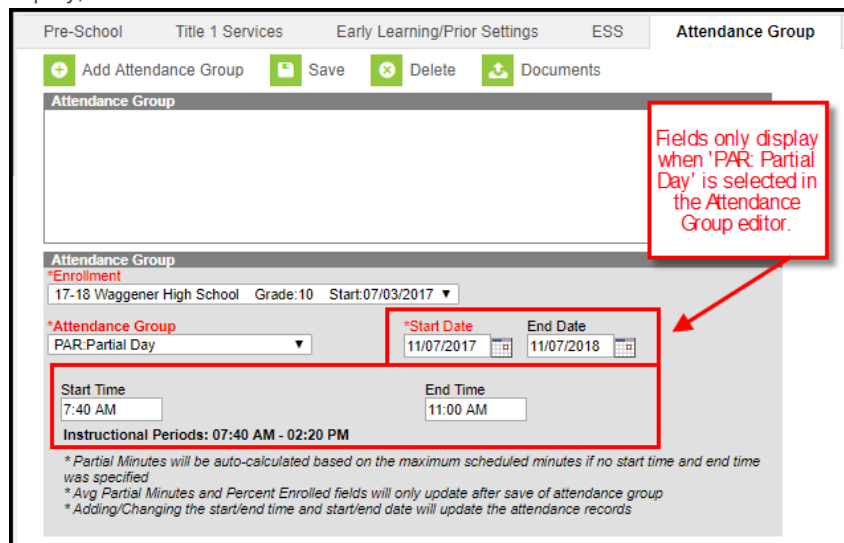 Pre-School Title 1 Services Early Learning/Prior Settings ESS Attendance Group
Add Attendance Group Save Delete Documents
Attendance Group
Fields only display
when 'PAR: Partial
Day' is selected in
the Attendance
Group editor.
Attendance Group
*Enrollment
17-18 Waggener High School Grade:10 Start:07/03/2017
*Attendance Group *Start Date End Date
PAR:Partial Day 11/07/2017 11/07/2018
Start Time End Time
7:40 AM 11:00 AM
Instructional Periods: 07:40 AM - 02:20 PM
* Partial Minutes will be auto-calculated based on the maximum scheduled minutes if no start time and end time
was specified
* Avg Partial Minutes and Percent Enrolled fields will only update after save of attendance group
* Adding/Changing the start/end time and start/end date will update the attendance records